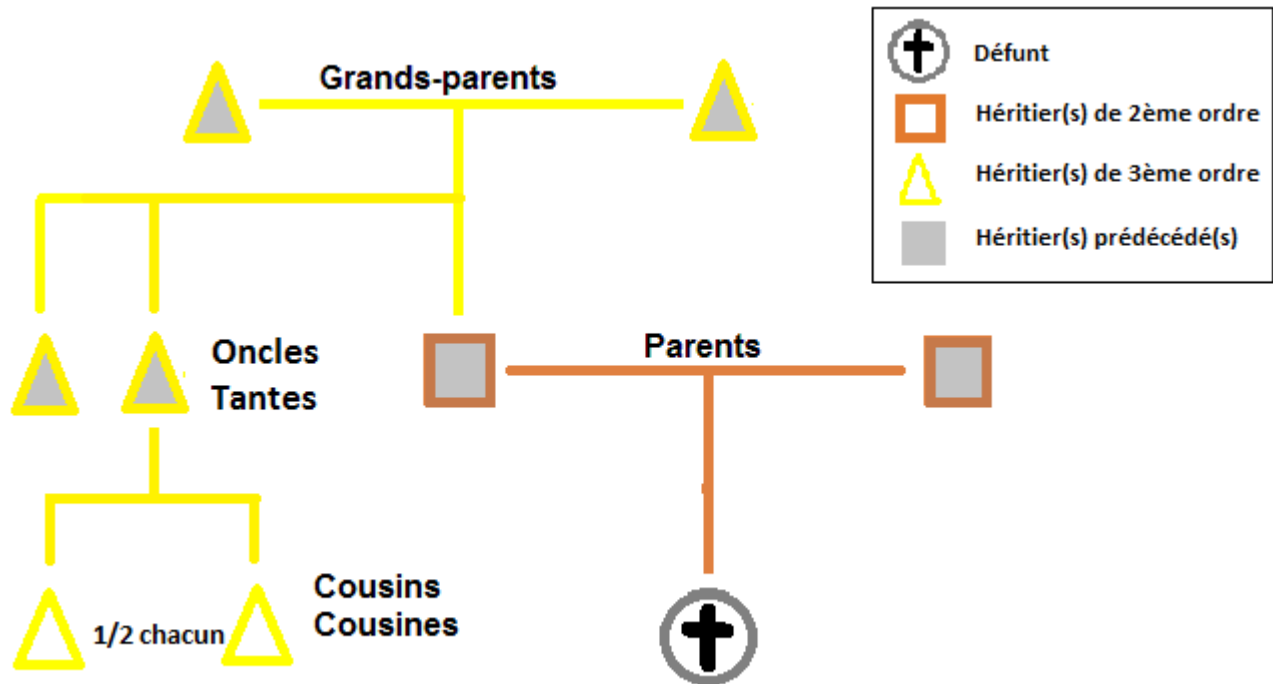 Grands-parents
Défunt
Héritier(s) de 2ème ordre
Héritier(s) de 3ème ordre
Héritier(s) prédécédé(s)
Oncles
Tantes
Parents
1/2 chacun
Cousins
Cousines